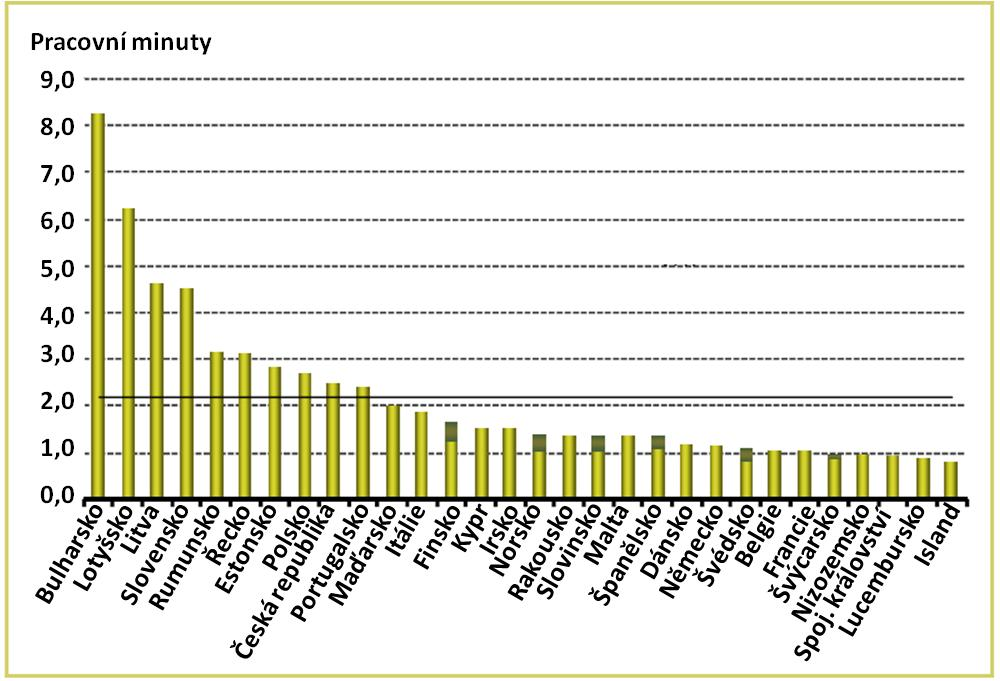 Pracovní minuty
9,0
8,0
7,0
6,0
5,0
4,0
3,0
2,0
1,0
0,0
Bulharsko
Lotyšsko
Litva
Slovensko
Rumunsko
Řecko
Estonsko
Polsko
Česká republika
Portugalsko
Maďarsko
Itálie
Finsko
Kypr
Irsko
Norsko
Rakousko
Slovinsko
Malta
Španělsko
Dánsko
Německo
Švédsko
Belgie
Francie
Švýcarsko
Nizozemsko
Spoj. království
Lucembursko
Island